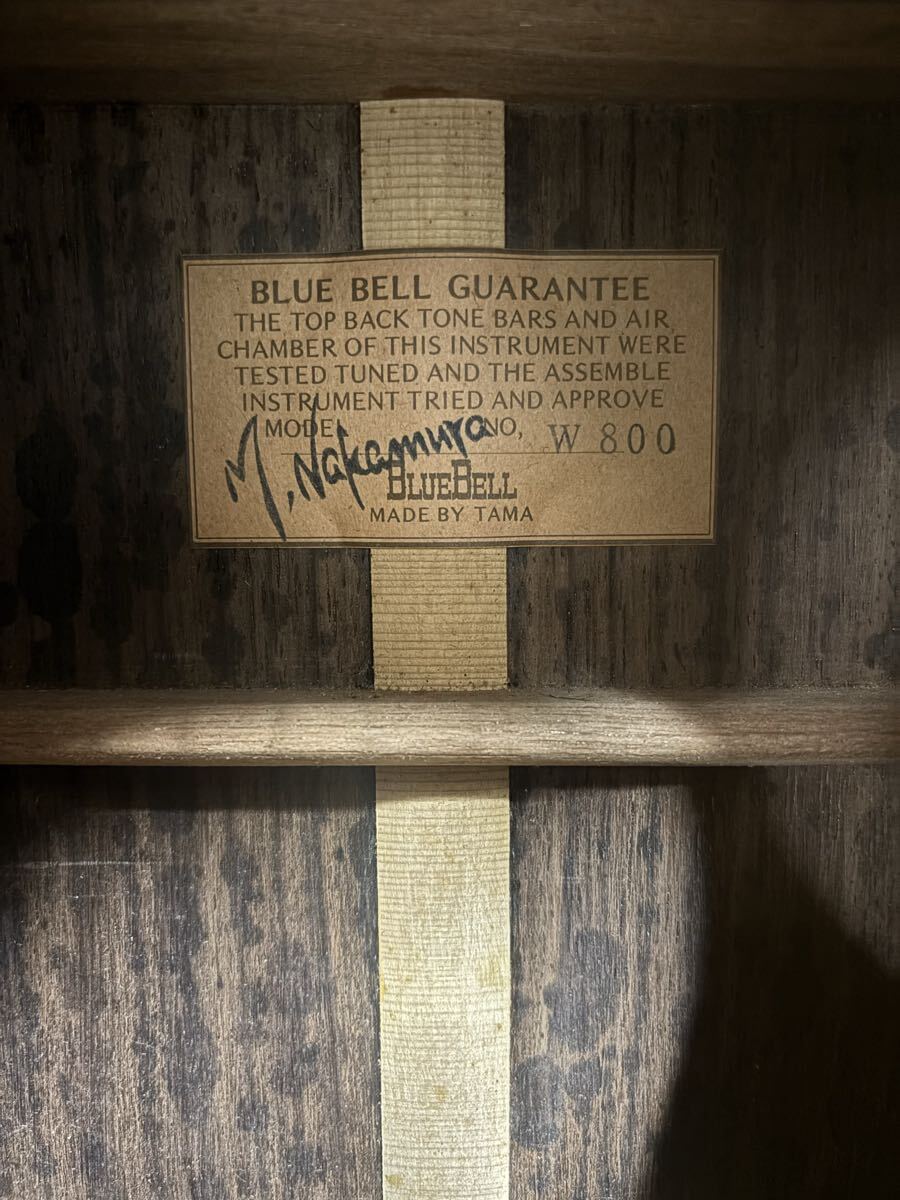 BLUE BELL GUARANTEE
THE TOP BACK TONE BARS AND AIR
CHAMBER OF THIS INSTRUMENT WERE
TESTED TUNED AND THE ASSEMBLE
INSTRUMENT TRIED AND APPROVE
MODEL NO, W 800
M. Nakamura
BLUEBELL
MADE BY TAMA